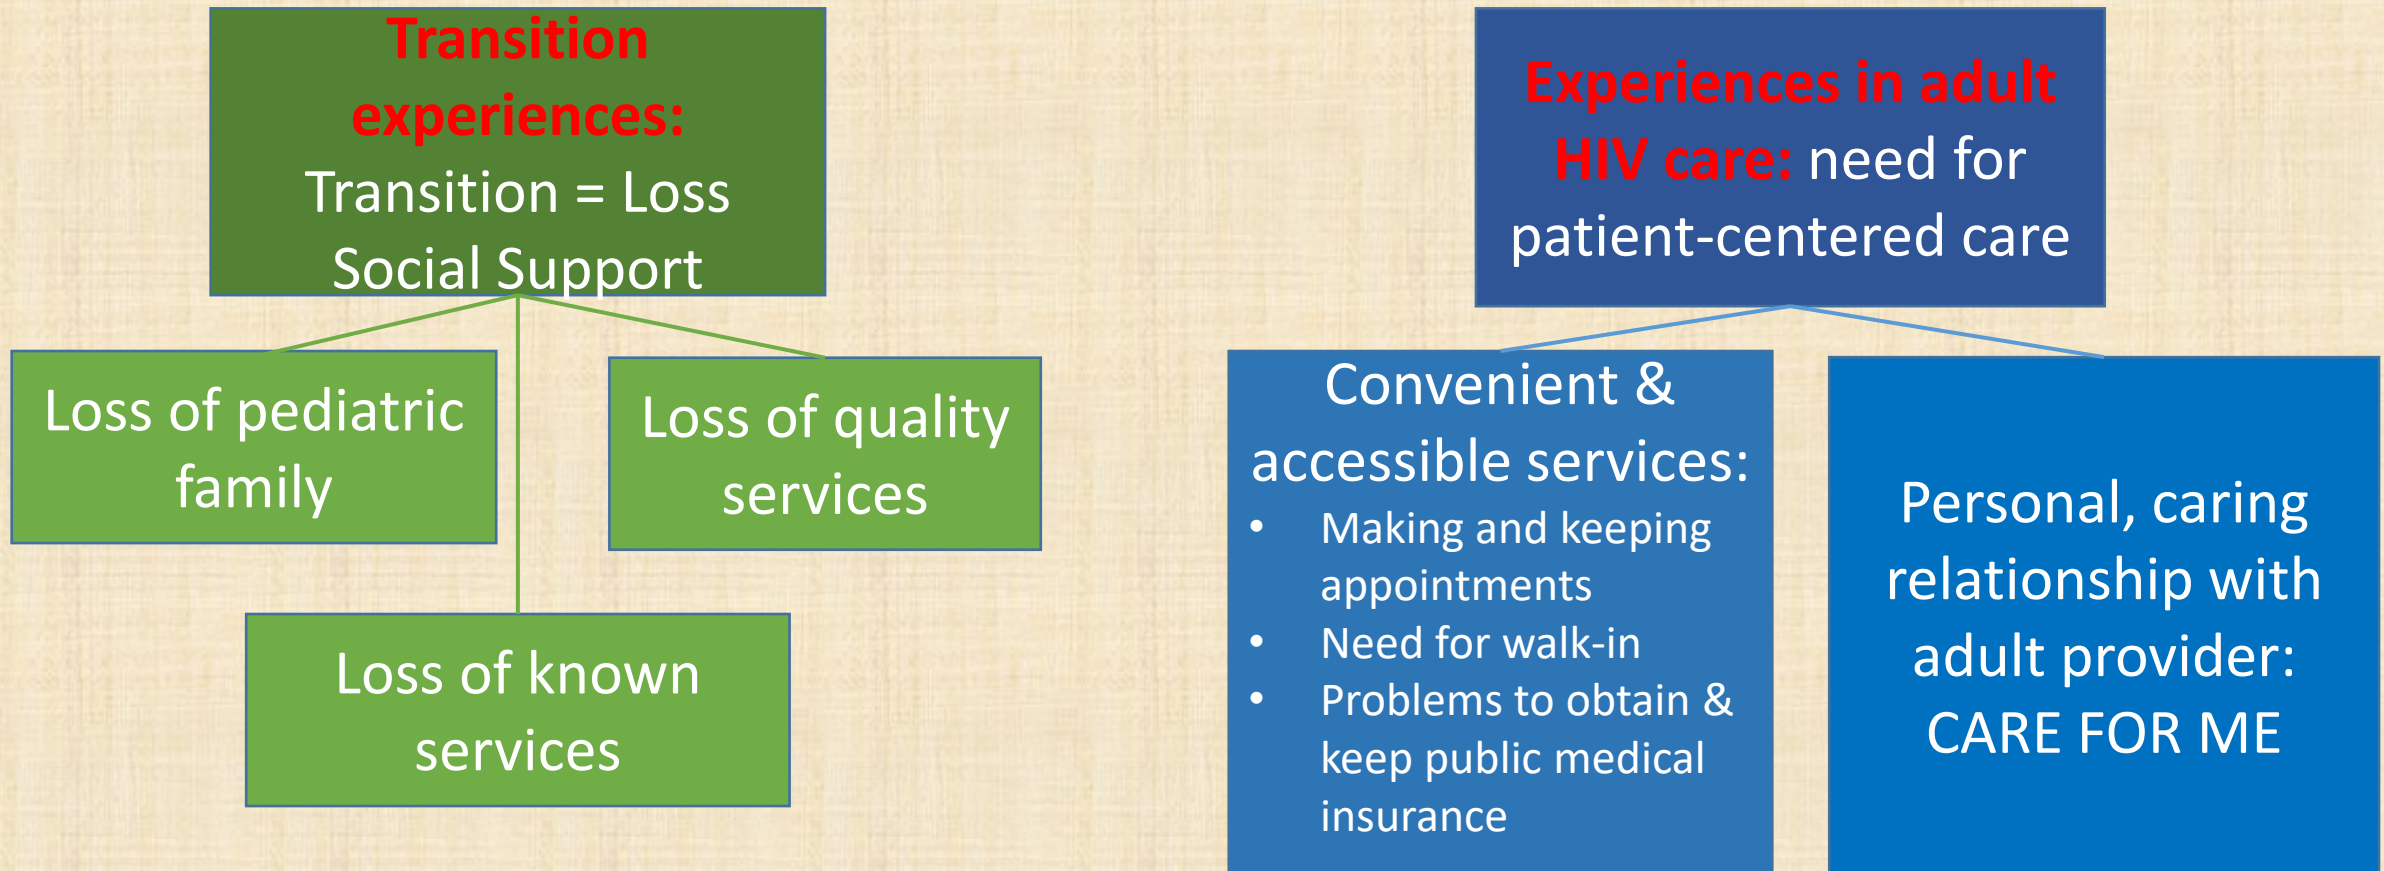 Transition
experiences:
Transition = Loss
Social Support
Loss of pediatric
family
Loss of quality
services
Loss of known
services
Experiences in adult
HIV care: need for
patient-centered care
Convenient &
accessible services:
• Making and keeping
appointments
• Need for walk-in
• Problems to obtain &
keep public medical
insurance
Personal, caring
relationship with
adult provider:
CARE FOR ME